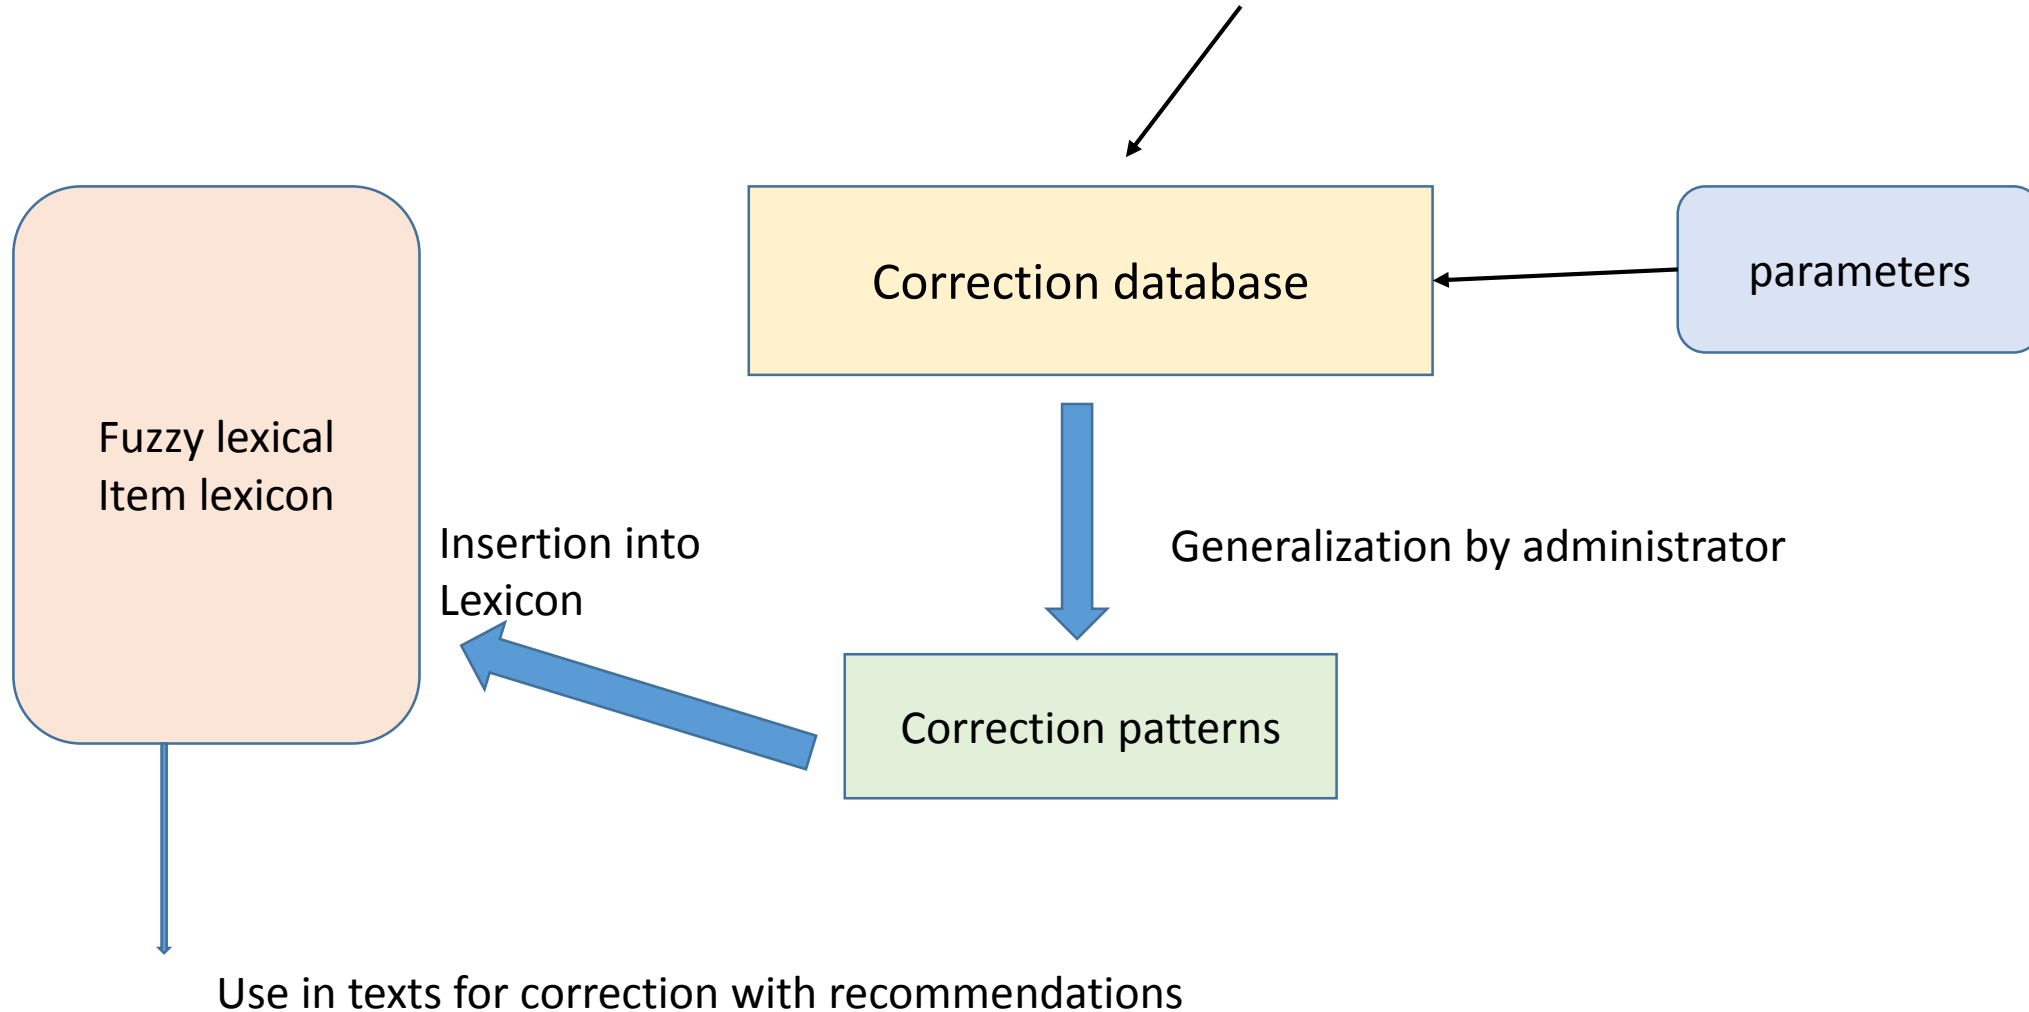 Correction database
parameters
Fuzzy lexical
Item lexicon
Insertion into
Lexicon
Generalization by administrator
Correction patterns
Use in texts for correction with recommendations